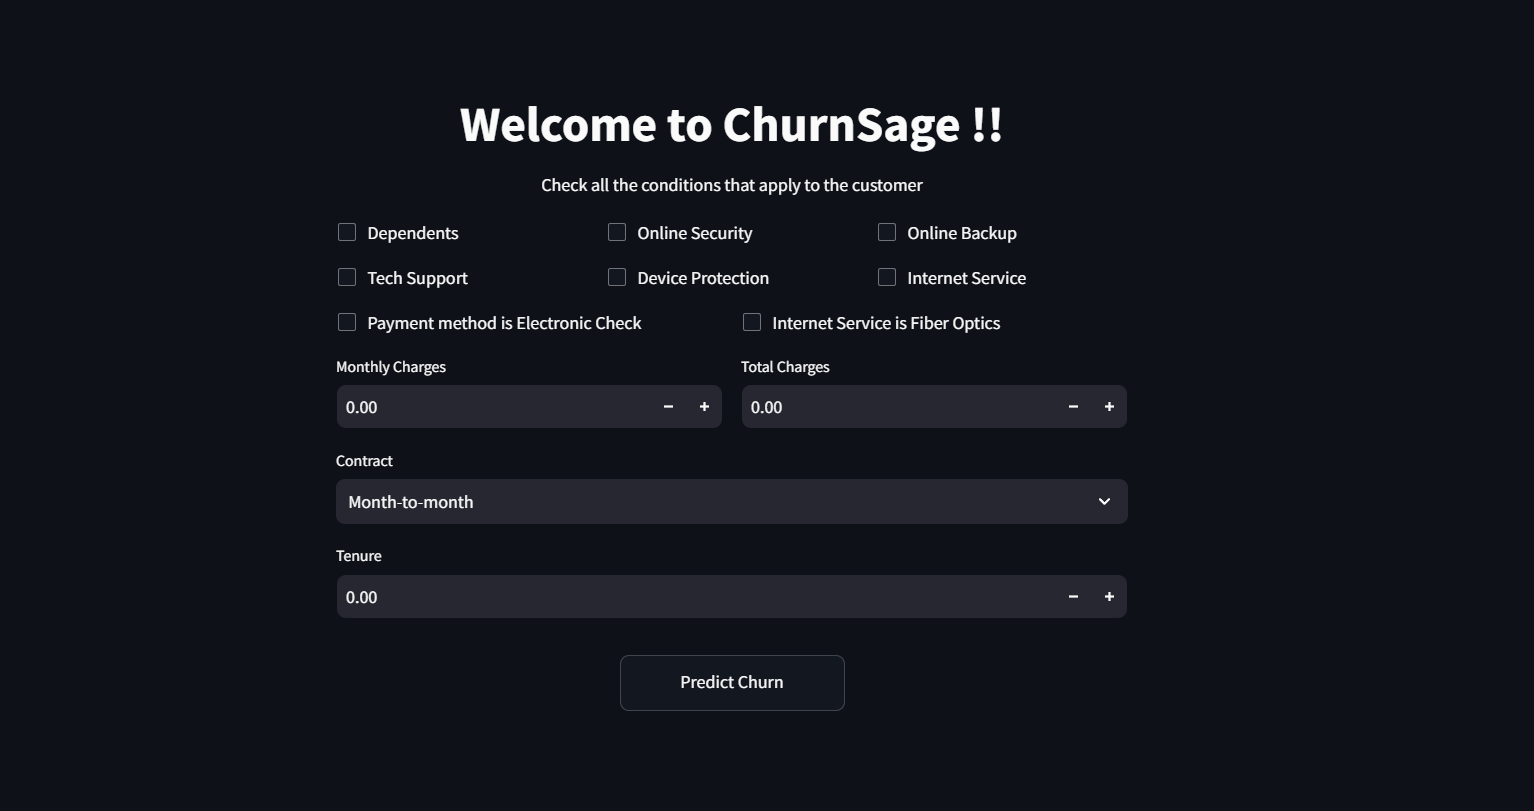 Welcome to ChurnSage !!
Check all the conditions that apply to the customer
Dependents Online Security Online Backup
Tech Support Device Protection Internet Service
Payment method is Electronic Check Internet Service is Fiber Optics
Monthly Charges Total Charges
0.00 − + 0.00 − +
Contract
Month-to-month
Tenure
0.00 − +
Predict Churn